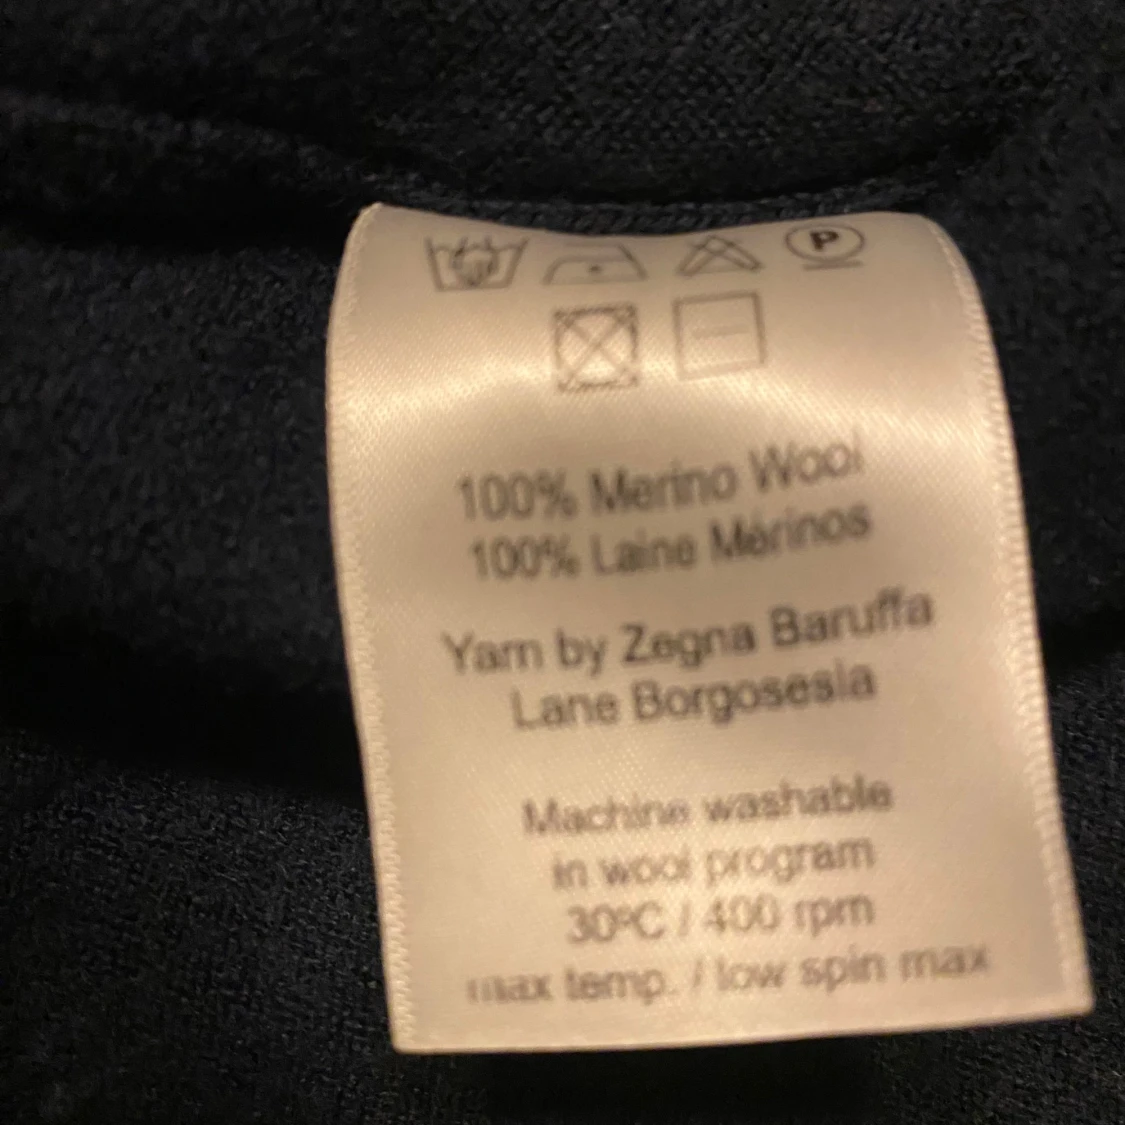 P
100% Merino Wool
100% Laine Mérinos
Yarn by Zegna Baruffa
Lane Borgosesia
Machine washable
in wool program
30ºC / 400 rpm
max temp. / low spin max